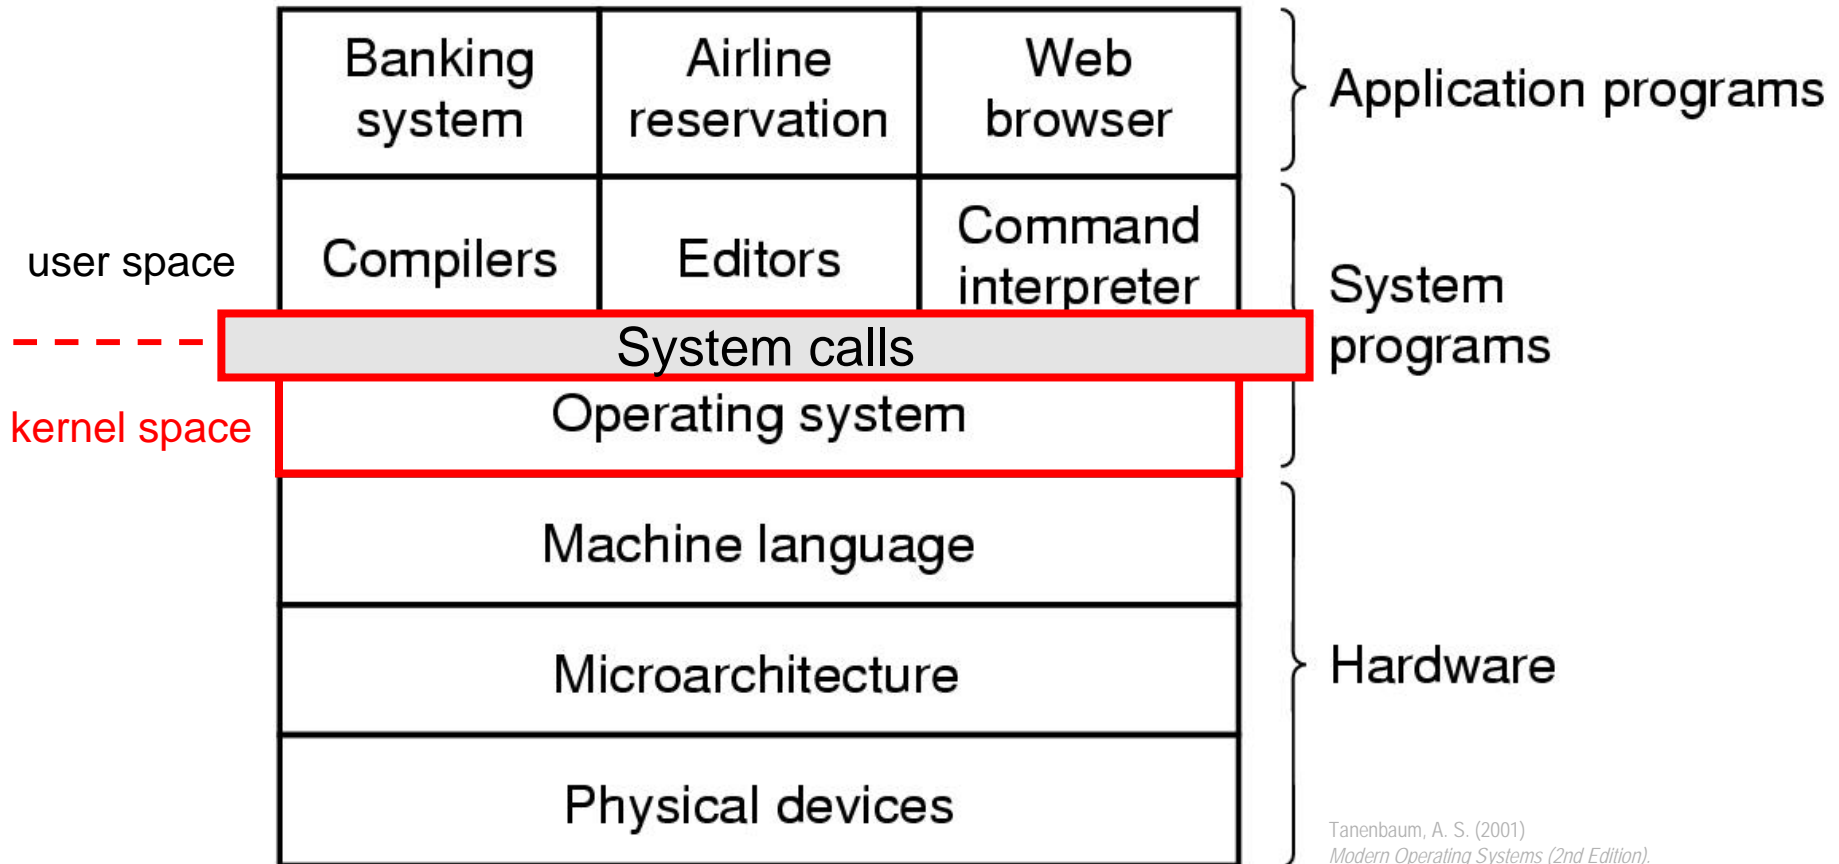 Banking
system
Airline
reservation
Web
browser
Application programs
user space
Compilers
Editors
Command
interpreter
System
programs
System calls
kernel space
Operating system
Machine language
Microarchitecture
Hardware
Physical devices
Tanenbaum, A. S. (2001)
Modern Operating Systems (2nd Edition).